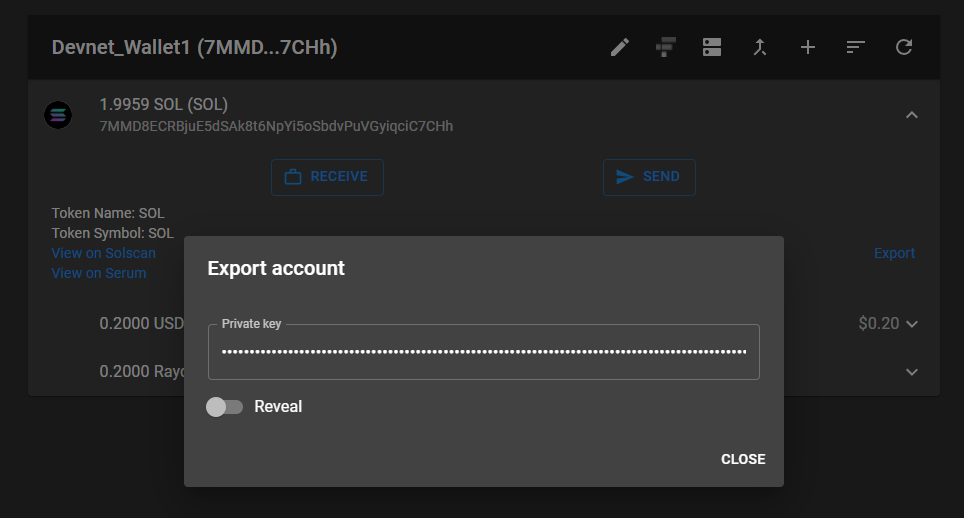 Devnet_Wallet1 (7MMD...7CHh)
1.9959 SOL (SOL)
7MMD8ECRBjuE5dSAk8t6NpYi5oSbdvPuVGyiqciC7CHh
RECEIVE
SEND
Token Name: SOL
Token Symbol: SOL
View on Solscan
Export
View on Serum
Export account
0.2000 USD
$0.20
Private key
0.2000
Reveal
CLOSE